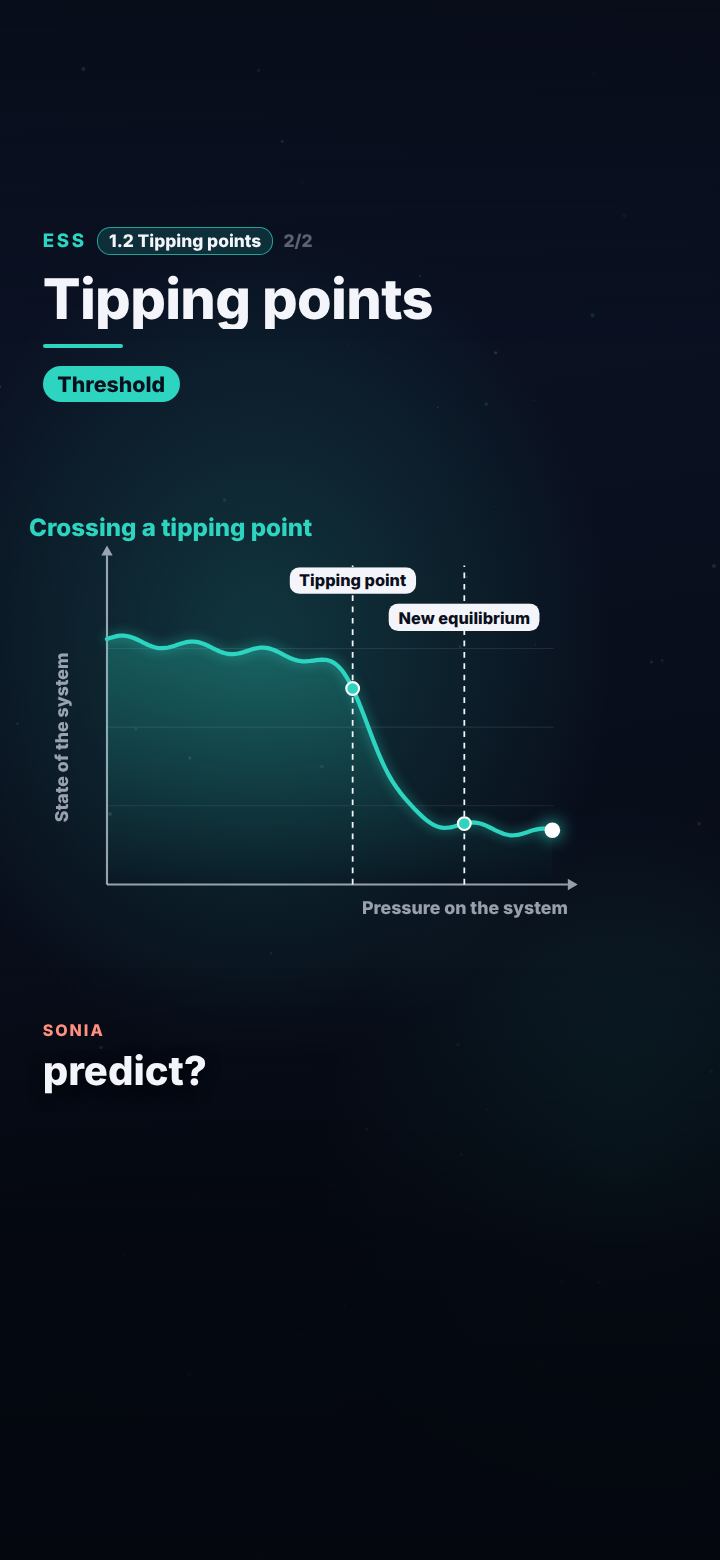 ESS 1.2 Tipping points 2/2
Tipping points
Threshold
Crossing a tipping point
Tipping point
New equilibrium
State of the system
Pressure on the system
SONIA
predict?